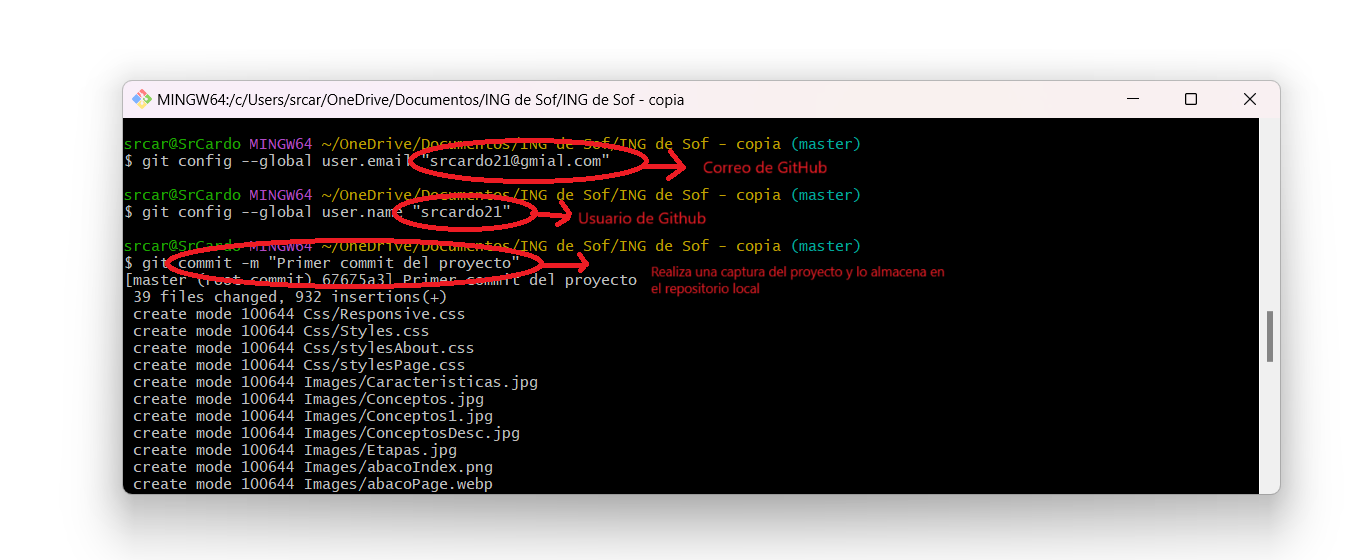 MINGW64:/c/Users/srcar/OneDrive/Documentos/ING de Sof/ING de Sof - copia
srcar@SrCardo MINGW64 ~/OneDrive/Documentos/ING de Sof/ING de Sof - copia (master)
$ git config --global user.email "srcardo21@gmial.com"
Correo de GitHub
srcar@SrCardo MINGW64 ~/OneDrive/Documentos/ING de Sof/ING de Sof - copia (master)
$ git config --global user.name "srcardo21"
Usuario de Github
srcar@SrCardo MINGW64 ~/OneDrive/Documentos/ING de Sof/ING de Sof - copia (master)
$ git commit -m "Primer commit del proyecto"
Realiza una captura del proyecto y lo almacena en
el repositorio local
[master (root-commit) 67675a3] Primer commit del proyecto
39 files changed, 932 insertions(+)
create mode 100644 Css/Responsive.css
create mode 100644 Css/Styles.css
create mode 100644 Css/stylesAbout.css
create mode 100644 Css/stylesPage.css
create mode 100644 Images/Caracteristicas.jpg
create mode 100644 Images/Conceptos.jpg
create mode 100644 Images/Conceptos1.jpg
create mode 100644 Images/ConceptosDesc.jpg
create mode 100644 Images/Etapas.jpg
create mode 100644 Images/abacoIndex.png
create mode 100644 Images/abacoPage.webp